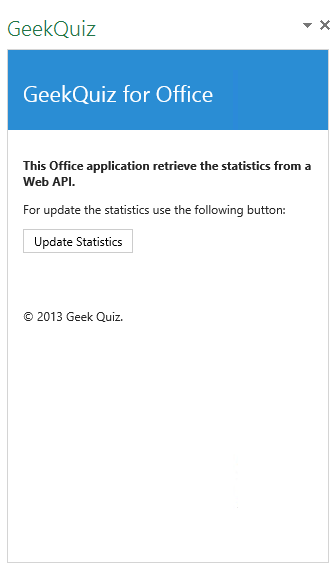 GeekQuiz
GeekQuiz for Office
This Office application retrieve the statistics from a
Web API.
For update the statistics use the following button:
Update Statistics
© 2013 Geek Quiz.